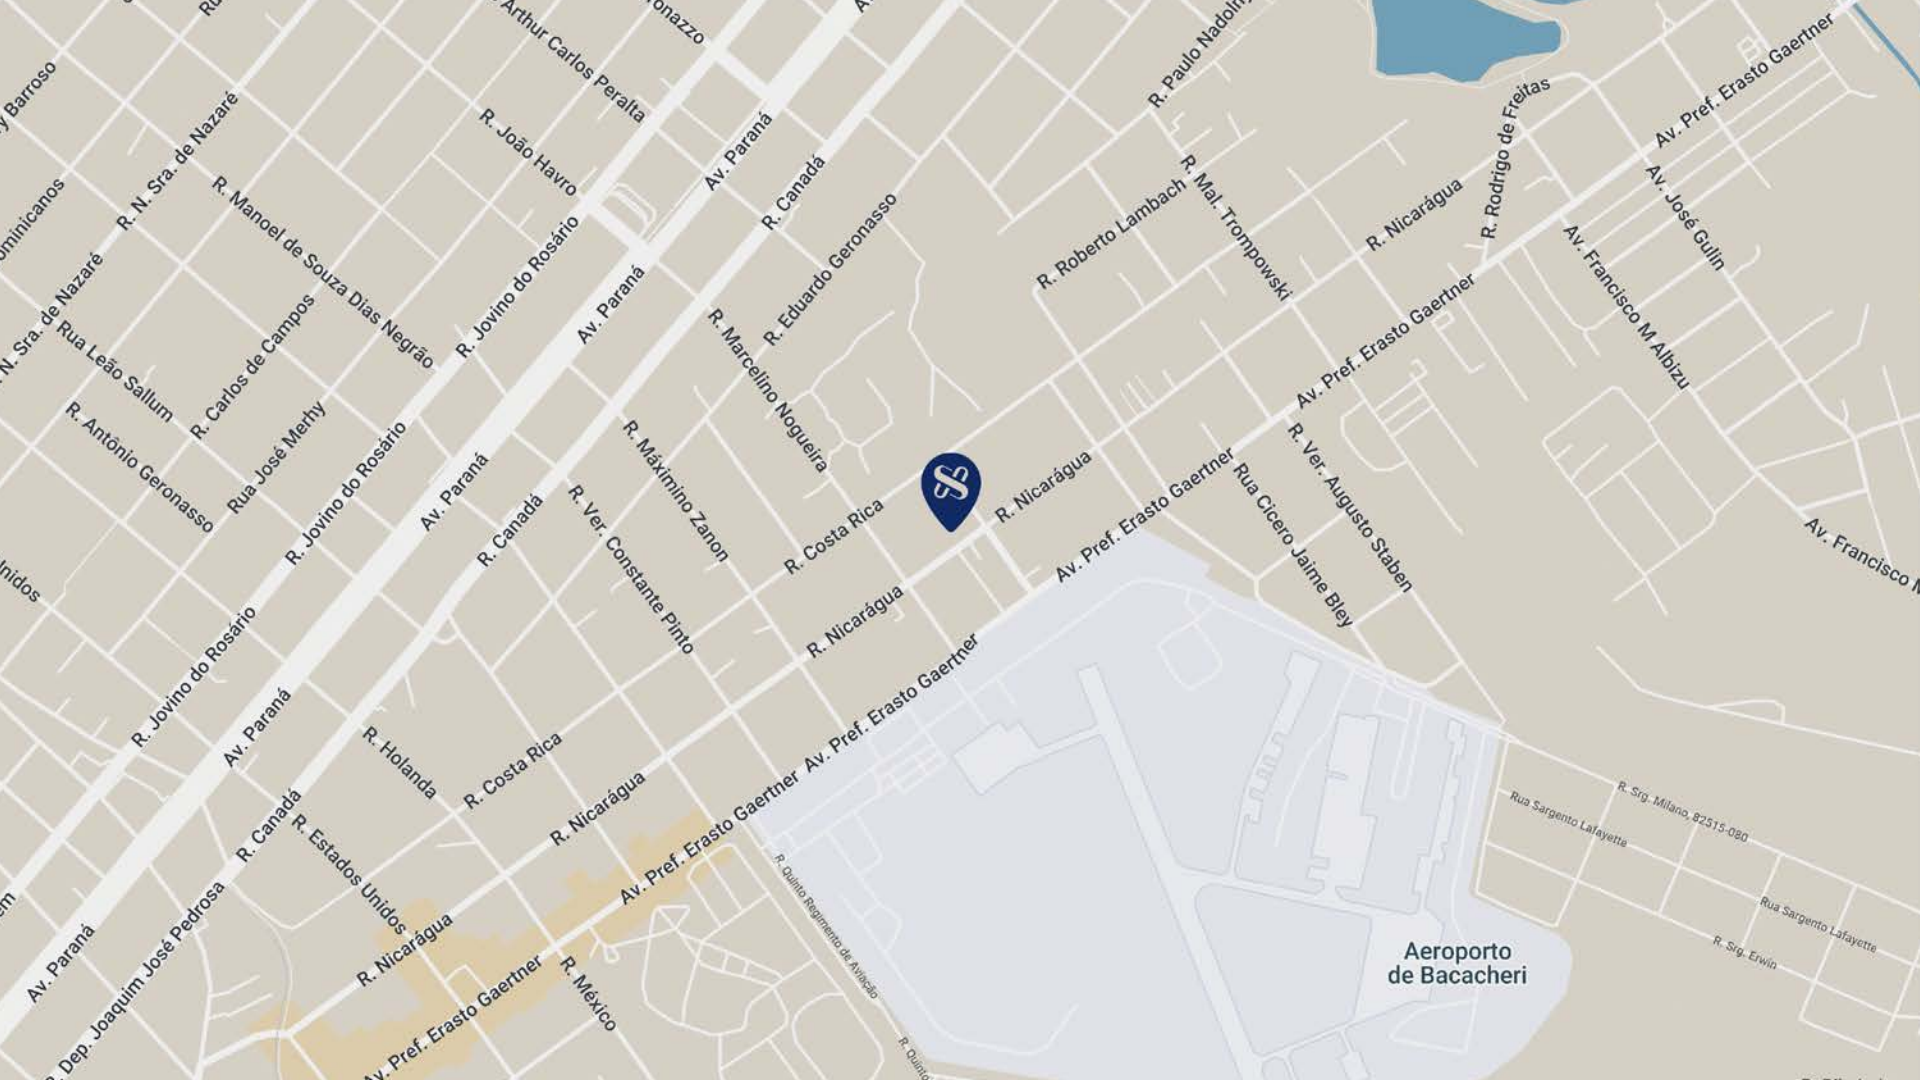 Arthur Carlos Peralta
R. João Havro
R. N. Sra. de Nazaré
Barroso
R. Manoel de Souza Dias Negrão
R. Jovino do Rosário
Av. Paraná
R. Canadá
R. Paulo Nadolny
R. Mal. Trompowski
R. Roberto Lambach
R. Nicarágua
R. Rodrigo de Freitas
Av. Pref. Erasto Gaertner
Av. José Gulin
Av. Francisco M Albizu
R. Eduardo Geronasso
Av. Paraná
N. Sra. de Nazaré
Rua Leão Sallum
R. Carlos de Campos
R. Marcelino Nogueira
Av. Pref. Erasto Gaertner
R. Antônio Geronasso
Rua José Merhy
R. Jovino do Rosário
Av. Paraná
R. Canadá
R. Máximino Zanon
R. Ver. Constante Pinto
R. Costa Rica
R. Nicarágua
Av. Pref. Erasto Gaertner
Rua Cicero Jaime Bley
R. Ver. Augusto Staben
Av. Francisco
R. Jovino do Rosário
Av. Paraná
R. Nicarágua
Av. Pref. Erasto Gaertner
R. Holanda
R. Costa Rica
R. Nicarágua
R. Canadá
R. Estados Unidos
Av. Pref. Erasto Gaertner
R. Quinto Regimento de Aviação
R. Srg. Milano, 82515-080
Rua Sargento Lafayette
Rua Sargento Lafayette
R. Srg. Erwin
Aeroporto
de Bacacheri
Av. Paraná
Dep. Joaquim José Pedrosa
R. Nicarágua
Av. Pref. Erasto Gaertner
R. México
R. Quinto